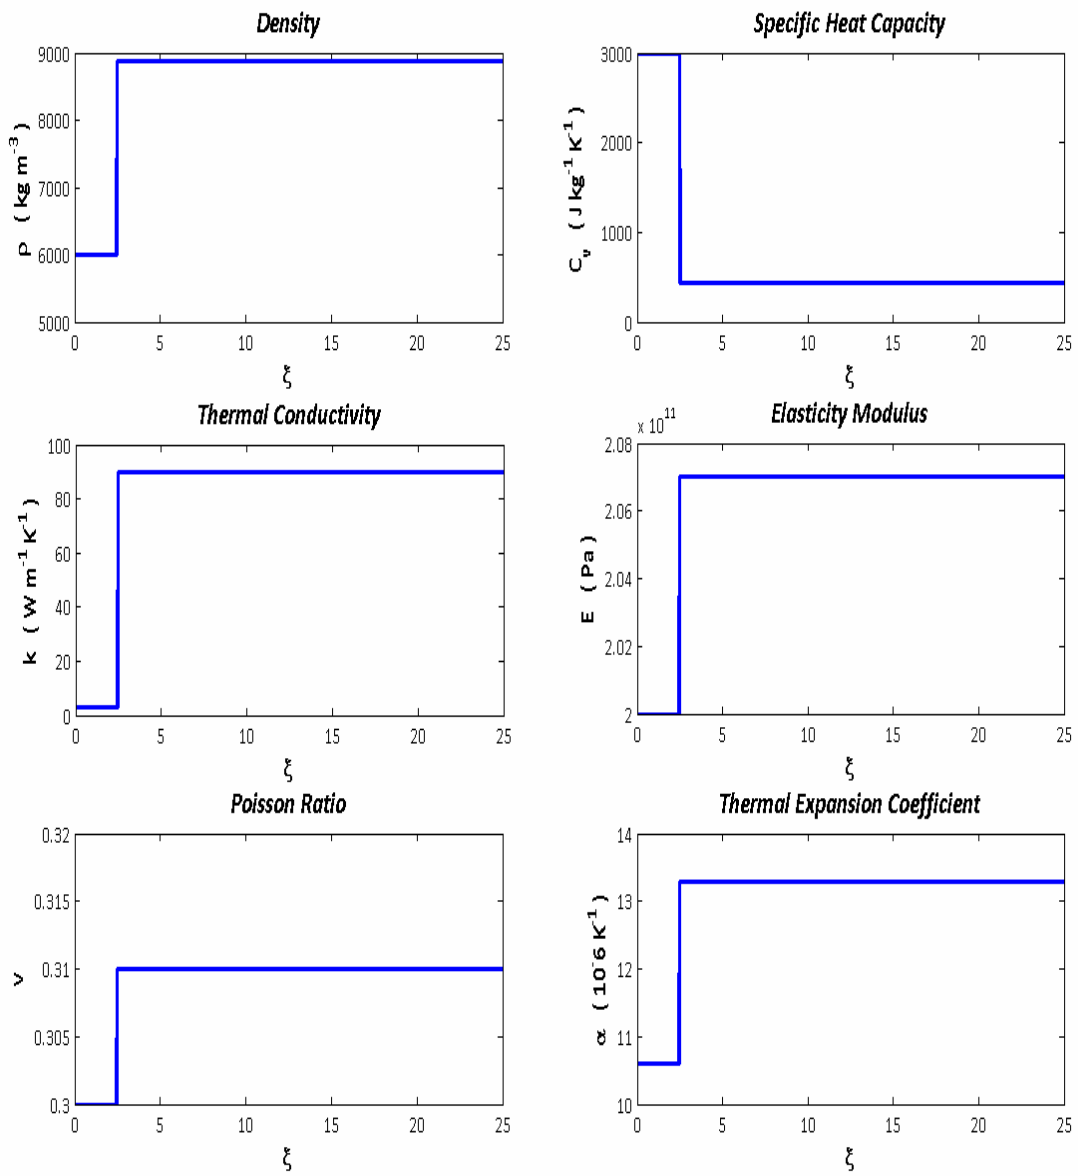 Density
9000
8000
7000
6000
5000
0 5 10 15 20 25
P ( kg m-3 )
ξ
Specific Heat Capacity
3000
2000
1000
0
0 5 10 15 20 25
Cv ( J kg-1 K-1 )
ξ
Thermal Conductivity
100
80
60
40
20
0
0 5 10 15 20 25
k ( W m-1 K-1 )
ξ
Elasticity Modulus
x 10^11
2.08
2.06
2.04
2.02
2
0 5 10 15 20 25
E ( Pa )
ξ
Poisson Ratio
0.32
0.315
0.31
0.305
0.3
0 5 10 15 20 25
v
ξ
Thermal Expansion Coefficient
14
13
12
11
10
0 5 10 15 20 25
α ( 10-6 K-1 )
ξ